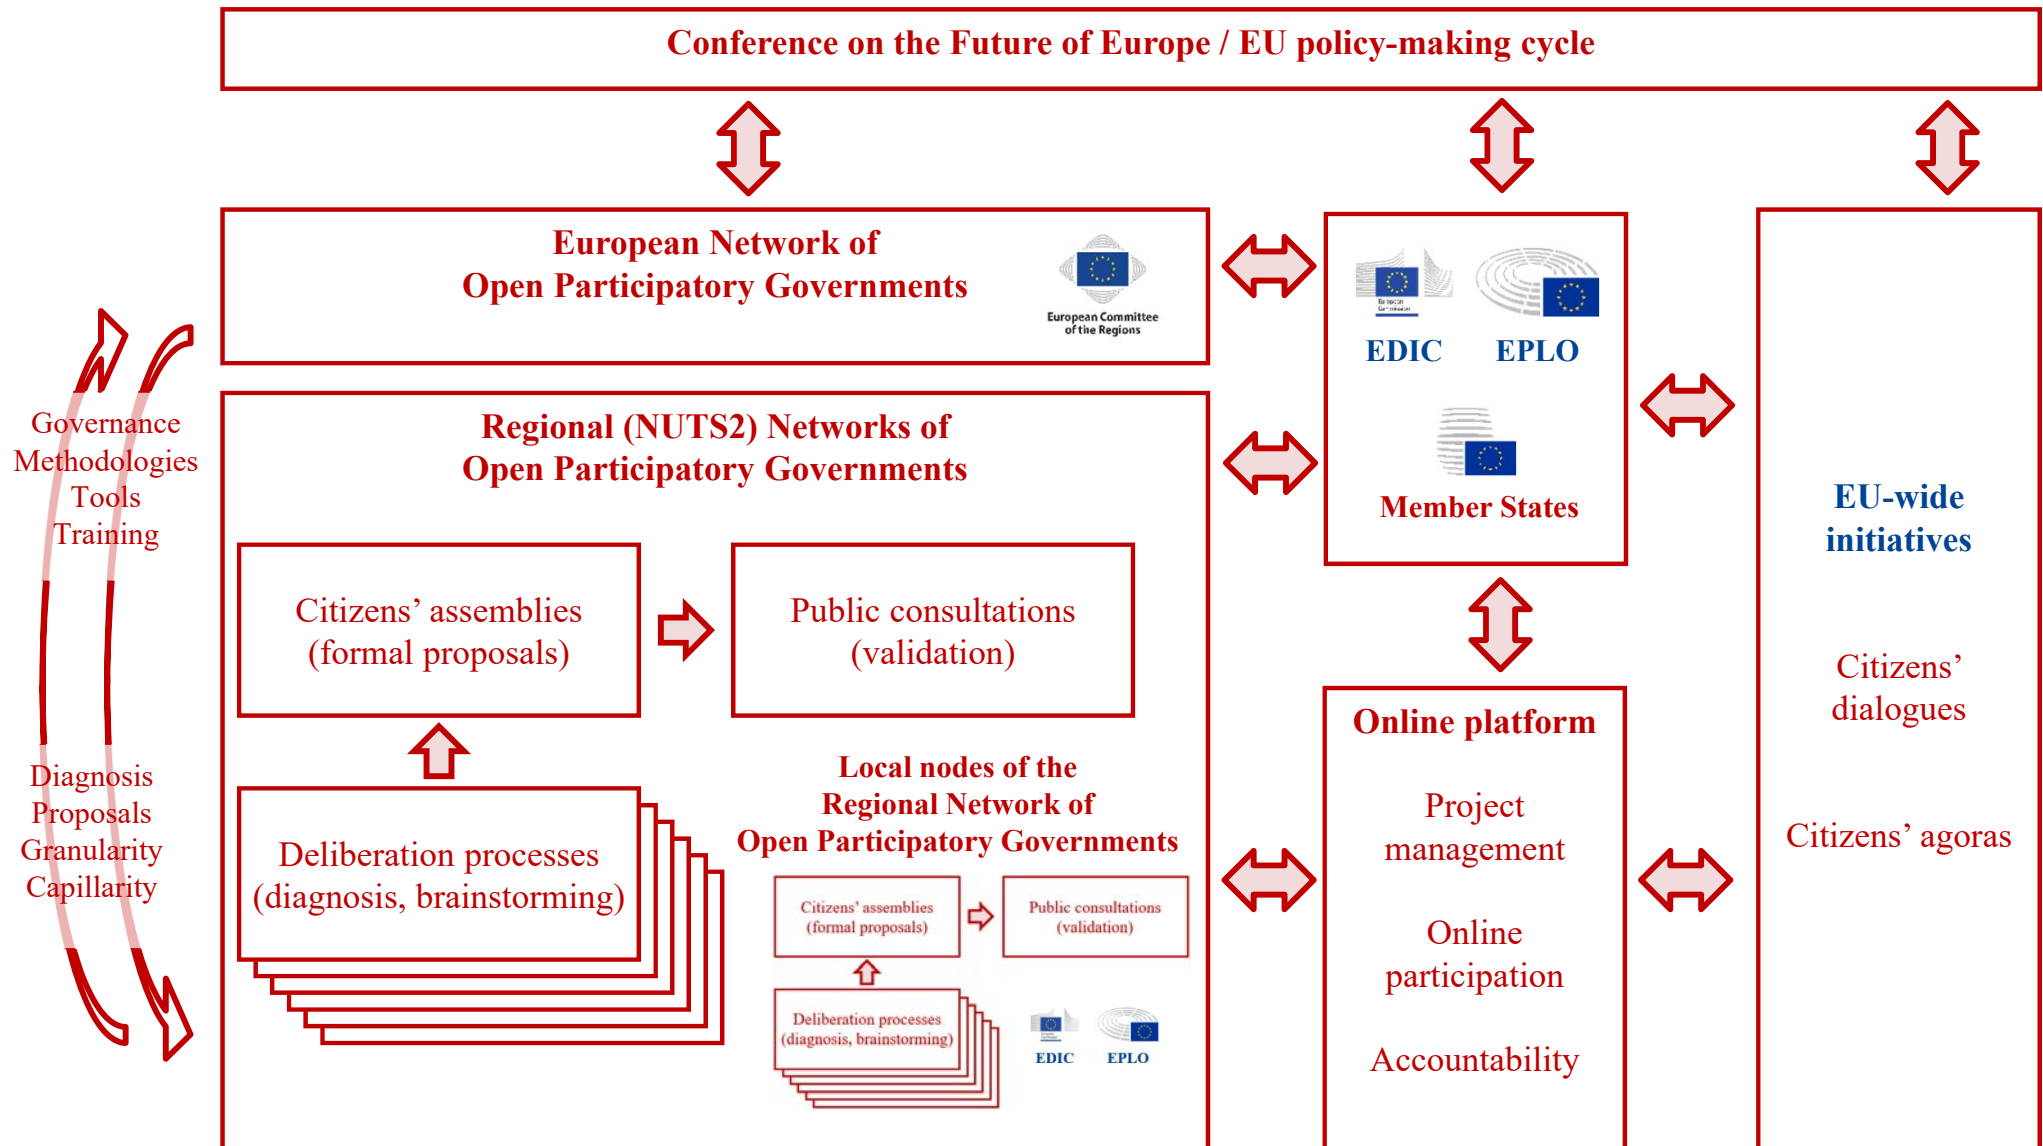 Conference on the Future of Europe / EU policy-making cycle
European Network of
Open Participatory Governments
European Committee
of the Regions
European
Commission
EDIC
EPLO
Member States
Governance
Methodologies
Tools
Training
Diagnosis
Proposals
Granularity
Capillarity
Regional (NUTS2) Networks of
Open Participatory Governments
Citizens’ assemblies
(formal proposals)
Public consultations
(validation)
Deliberation processes
(diagnosis, brainstorming)
Local nodes of the
Regional Network of
Open Participatory Governments
Citizens’ assemblies
(formal proposals)
Public consultations
(validation)
Deliberation processes
(diagnosis, brainstorming)
EDIC
EPLO
Online platform
Project
management
Online
participation
Accountability
EU-wide
initiatives
Citizens’
dialogues
Citizens’ agoras